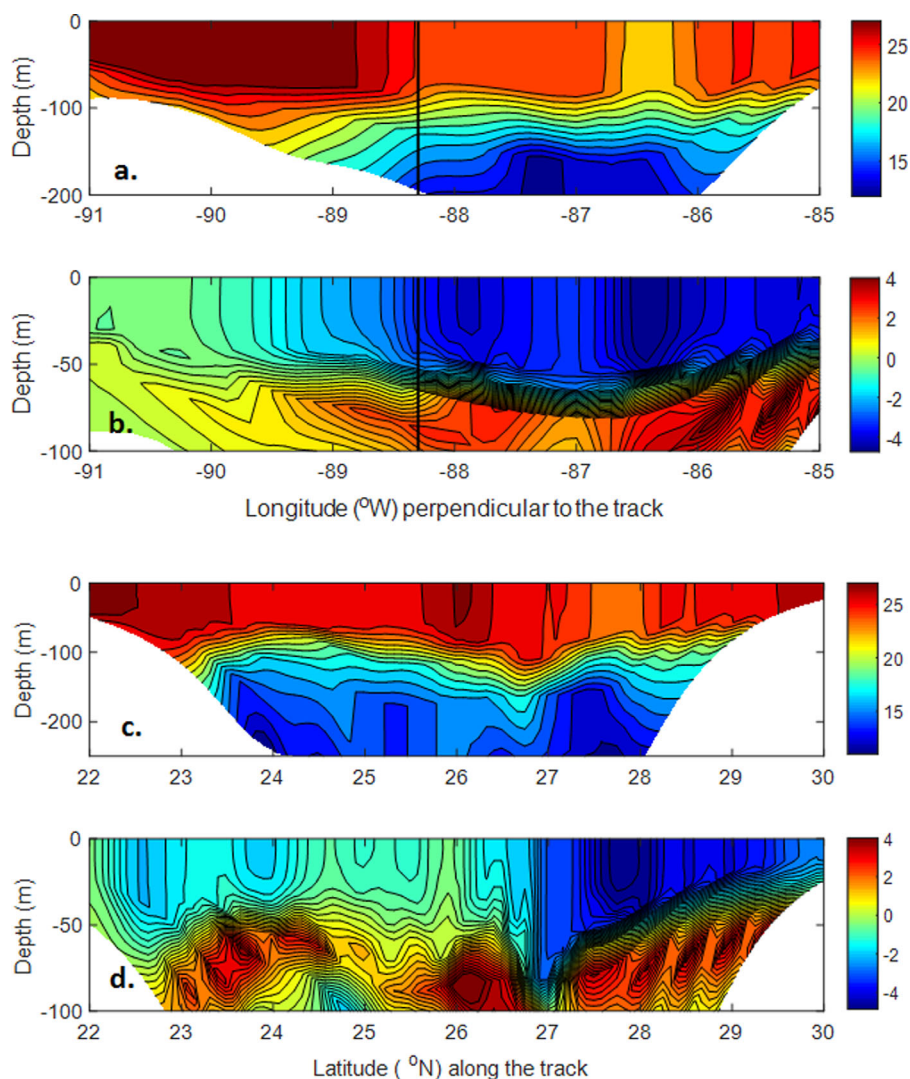 0
-100
-200
Depth (m)
a.
-91 -90 -89 -88 -87 -86 -85
25
20
15
0
-50
-100
Depth (m)
b.
-91 -90 -89 -88 -87 -86 -85
4
2
0
-2
-4
Longitude (°W) perpendicular to the track
0
-100
-200
Depth (m)
c.
22 23 24 25 26 27 28 29 30
25
20
15
0
-50
-100
Depth (m)
d.
22 23 24 25 26 27 28 29 30
4
2
0
-2
-4
Latitude ( °N) along the track